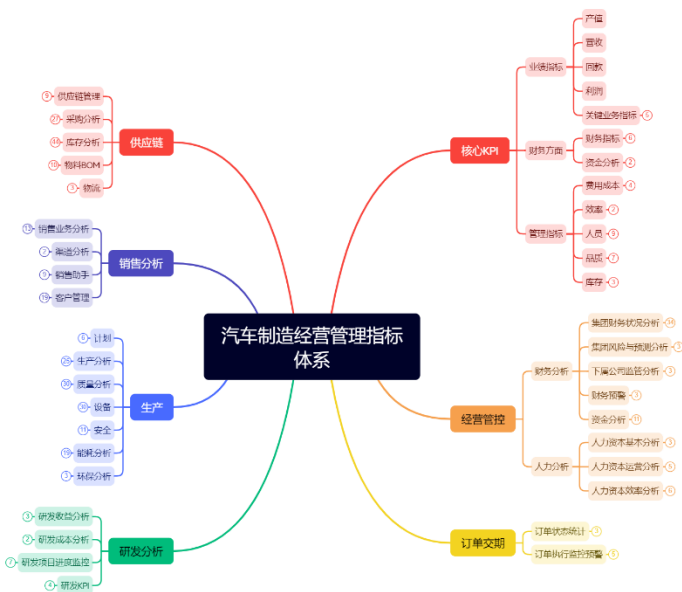 汽车制造经营管理指标
体系
核心KPI
业绩指标
产值
营收
回款
利润
关键业务指标
财务方面
财务指标
资金分析
管理指标
费用成本
效率
人员
品质
库存
经营管控
财务分析
集团财务状况分析
集团风险与预测分析
下属公司监管分析
财务预警
资金分析
人力分析
人力资本基本分析
人力资本运营分析
人力资本效率分析
订单交期
订单状态统计
订单执行监控预警
供应链
供应链管理
采购分析
库存分析
物料BOM
物流
销售分析
销售业务分析
渠道分析
销售助手
客户管理
生产
计划
生产分析
质量分析
设备
安全
能耗分析
环保分析
研发分析
研发收益分析
研发成本分析
研发项目进度监控
研发KPI